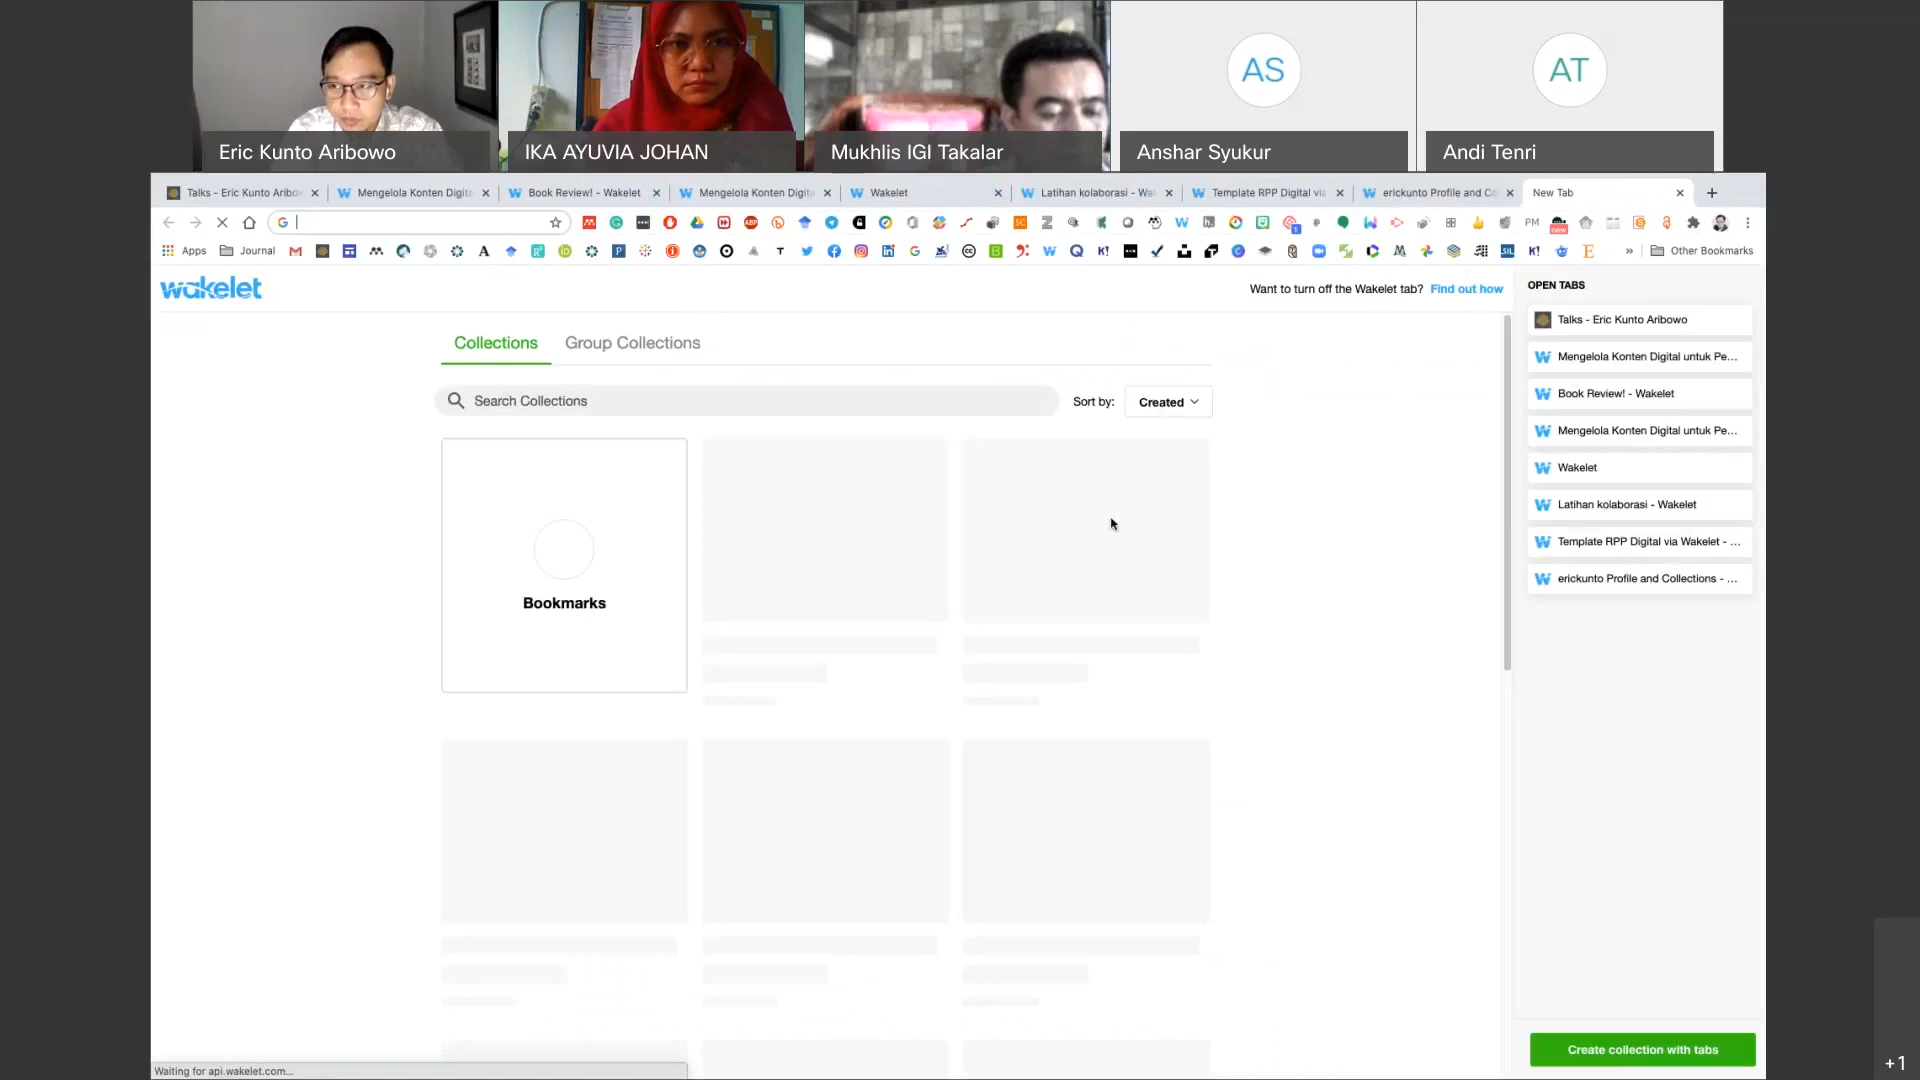 AS
AT
Eric Kunto Aribowo
IKA AYUVIA JOHAN
Mukhlis IGI Takalar
Anshar Syukur
Andi Tenri
Talks - Eric Kunto Aribo
Mengelola Konten Digita
Book Review! - Wakelet
Mengelola Konten Digita
Wakelet
Latihan kolaborasi - Wa
Template RPP Digital via
erickunto Profile and Co
New Tab
Apps
Journal
Other Bookmarks
wakelet
Want to turn off the Wakelet tab? Find out how
OPEN TABS
Collections
Group Collections
Search Collections
Sort by:
Created
Bookmarks
Talks - Eric Kunto Aribowo
Mengelola Konten Digital untuk Pe...
Book Review! - Wakelet
Mengelola Konten Digital untuk Pe...
Wakelet
Latihan kolaborasi - Wakelet
Template RPP Digital via Wakelet - ...
erickunto Profile and Collections - ...
Create collection with tabs
Waiting for api.wakelet.com...
+1